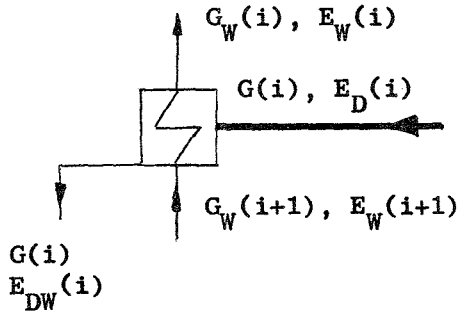 G_W(i), E_W(i)
G(i), E_D(i)
G_W(i+1), E_W(i+1)
G(i)
E_DW(i)